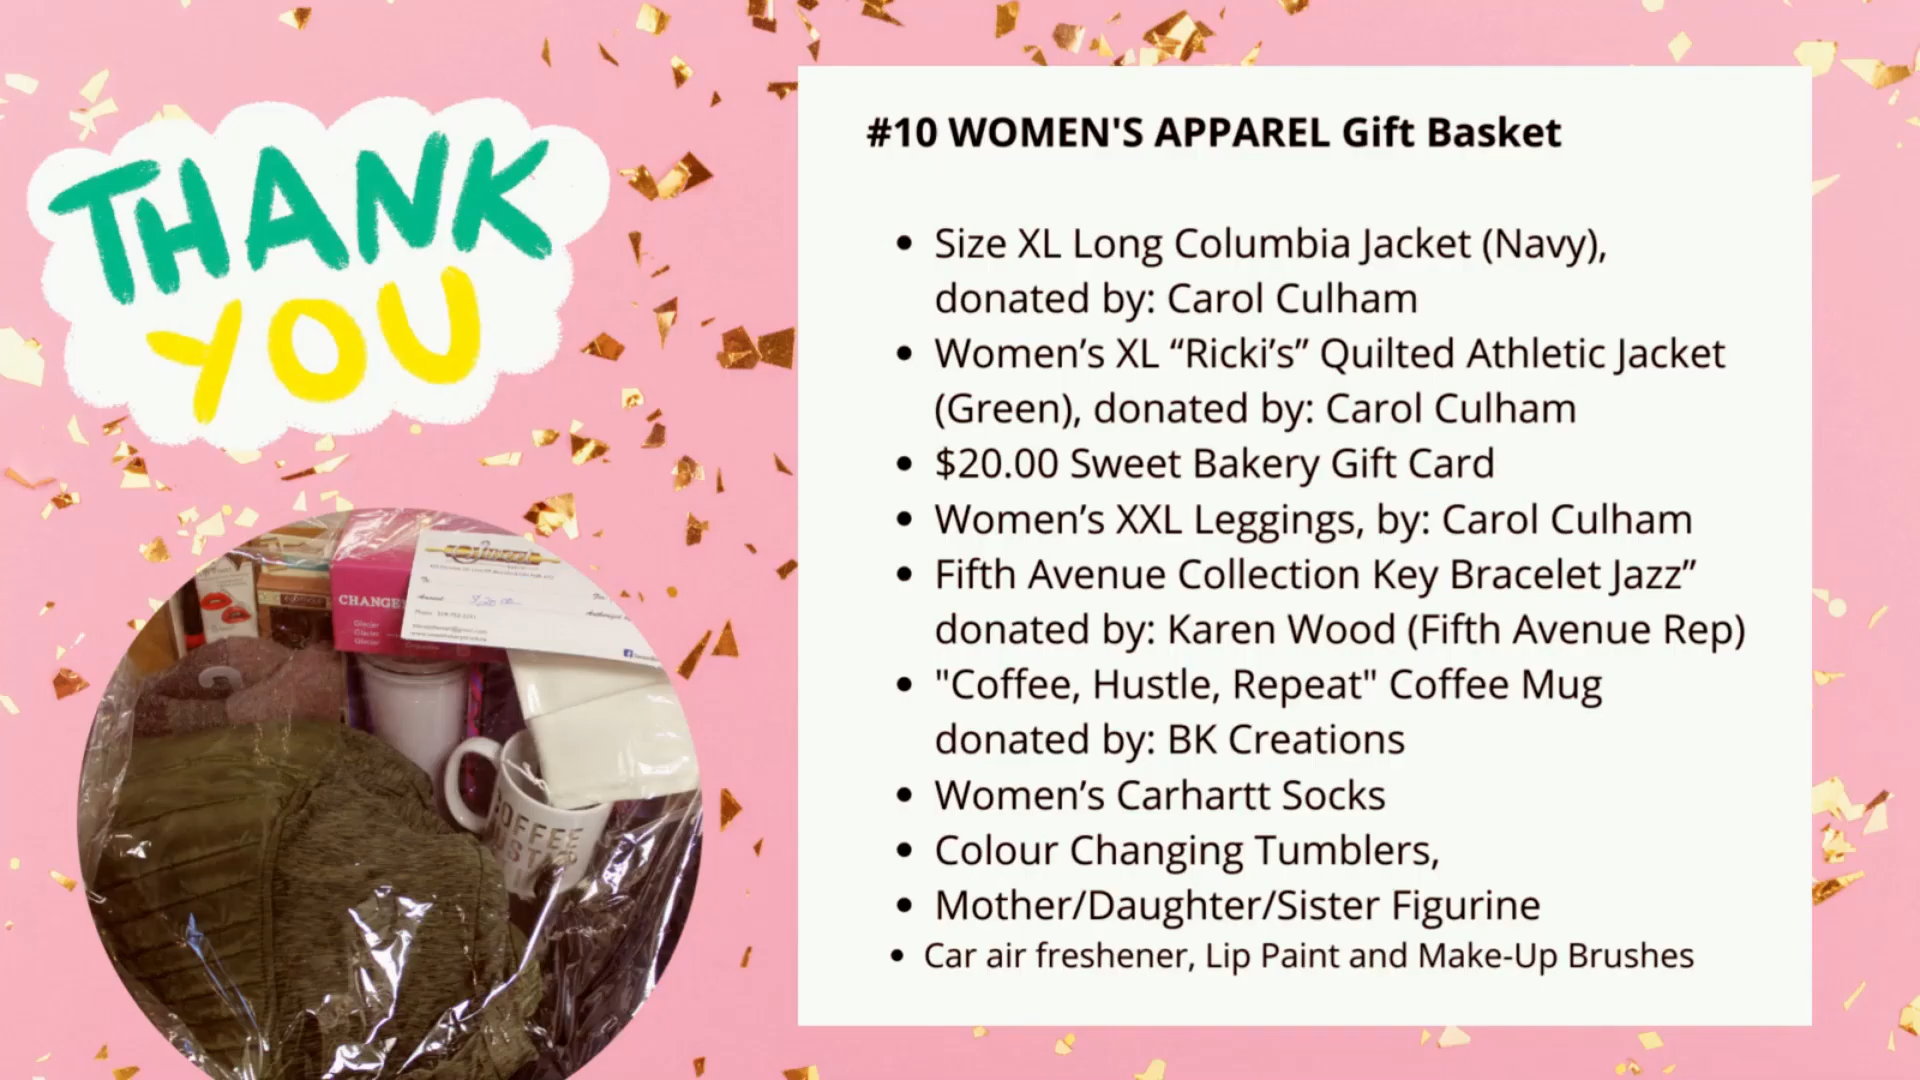 THANK
YOU
#10 WOMEN'S APPAREL Gift Basket
• Size XL Long Columbia Jacket (Navy),
donated by: Carol Culham
• Women’s XL “Ricki’s” Quilted Athletic Jacket
(Green), donated by: Carol Culham
• $20.00 Sweet Bakery Gift Card
• Women’s XXL Leggings, by: Carol Culham
• Fifth Avenue Collection Key Bracelet Jazz”
donated by: Karen Wood (Fifth Avenue Rep)
• "Coffee, Hustle, Repeat" Coffee Mug
donated by: BK Creations
• Women’s Carhartt Socks
• Colour Changing Tumblers,
• Mother/Daughter/Sister Figurine
• Car air freshener, Lip Paint and Make-Up Brushes
Sweet
CHANGE
Glacier
Glacier
Glacier